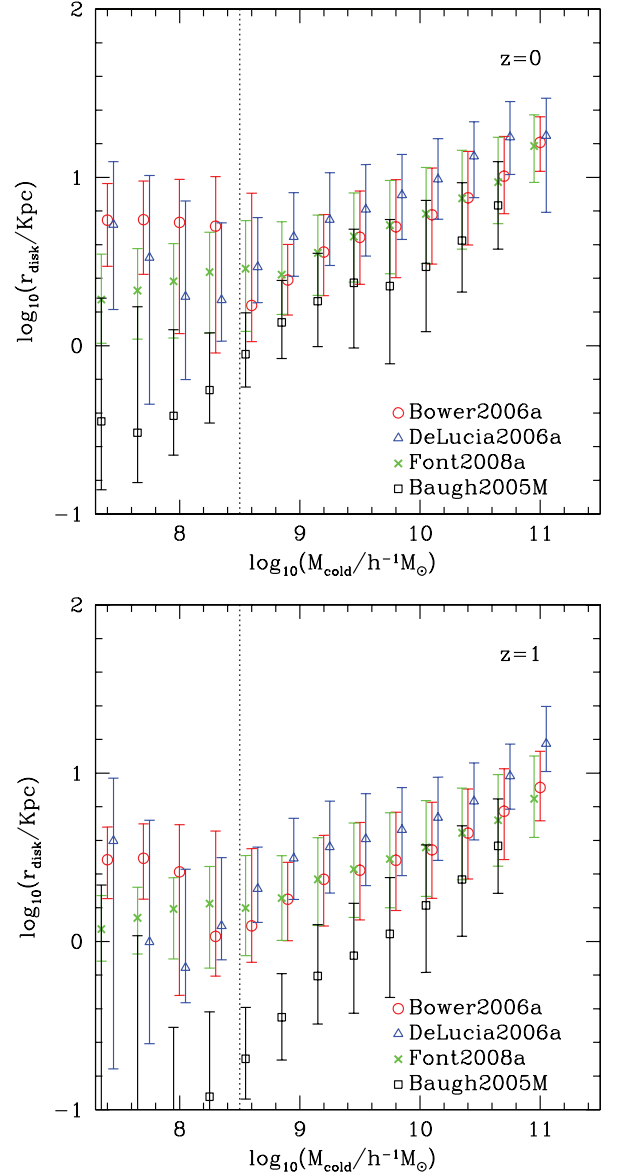 2
z=0
1
log10(rdisk/Kpc)
0
Bower2006a
DeLucia2006a
Font2008a
Baugh2005M
-1
8 9 10 11
log10(Mcold/h−1M⊙)
2
z=1
1
log10(rdisk/Kpc)
0
Bower2006a
DeLucia2006a
Font2008a
Baugh2005M
-1
8 9 10 11
log10(Mcold/h−1M⊙)